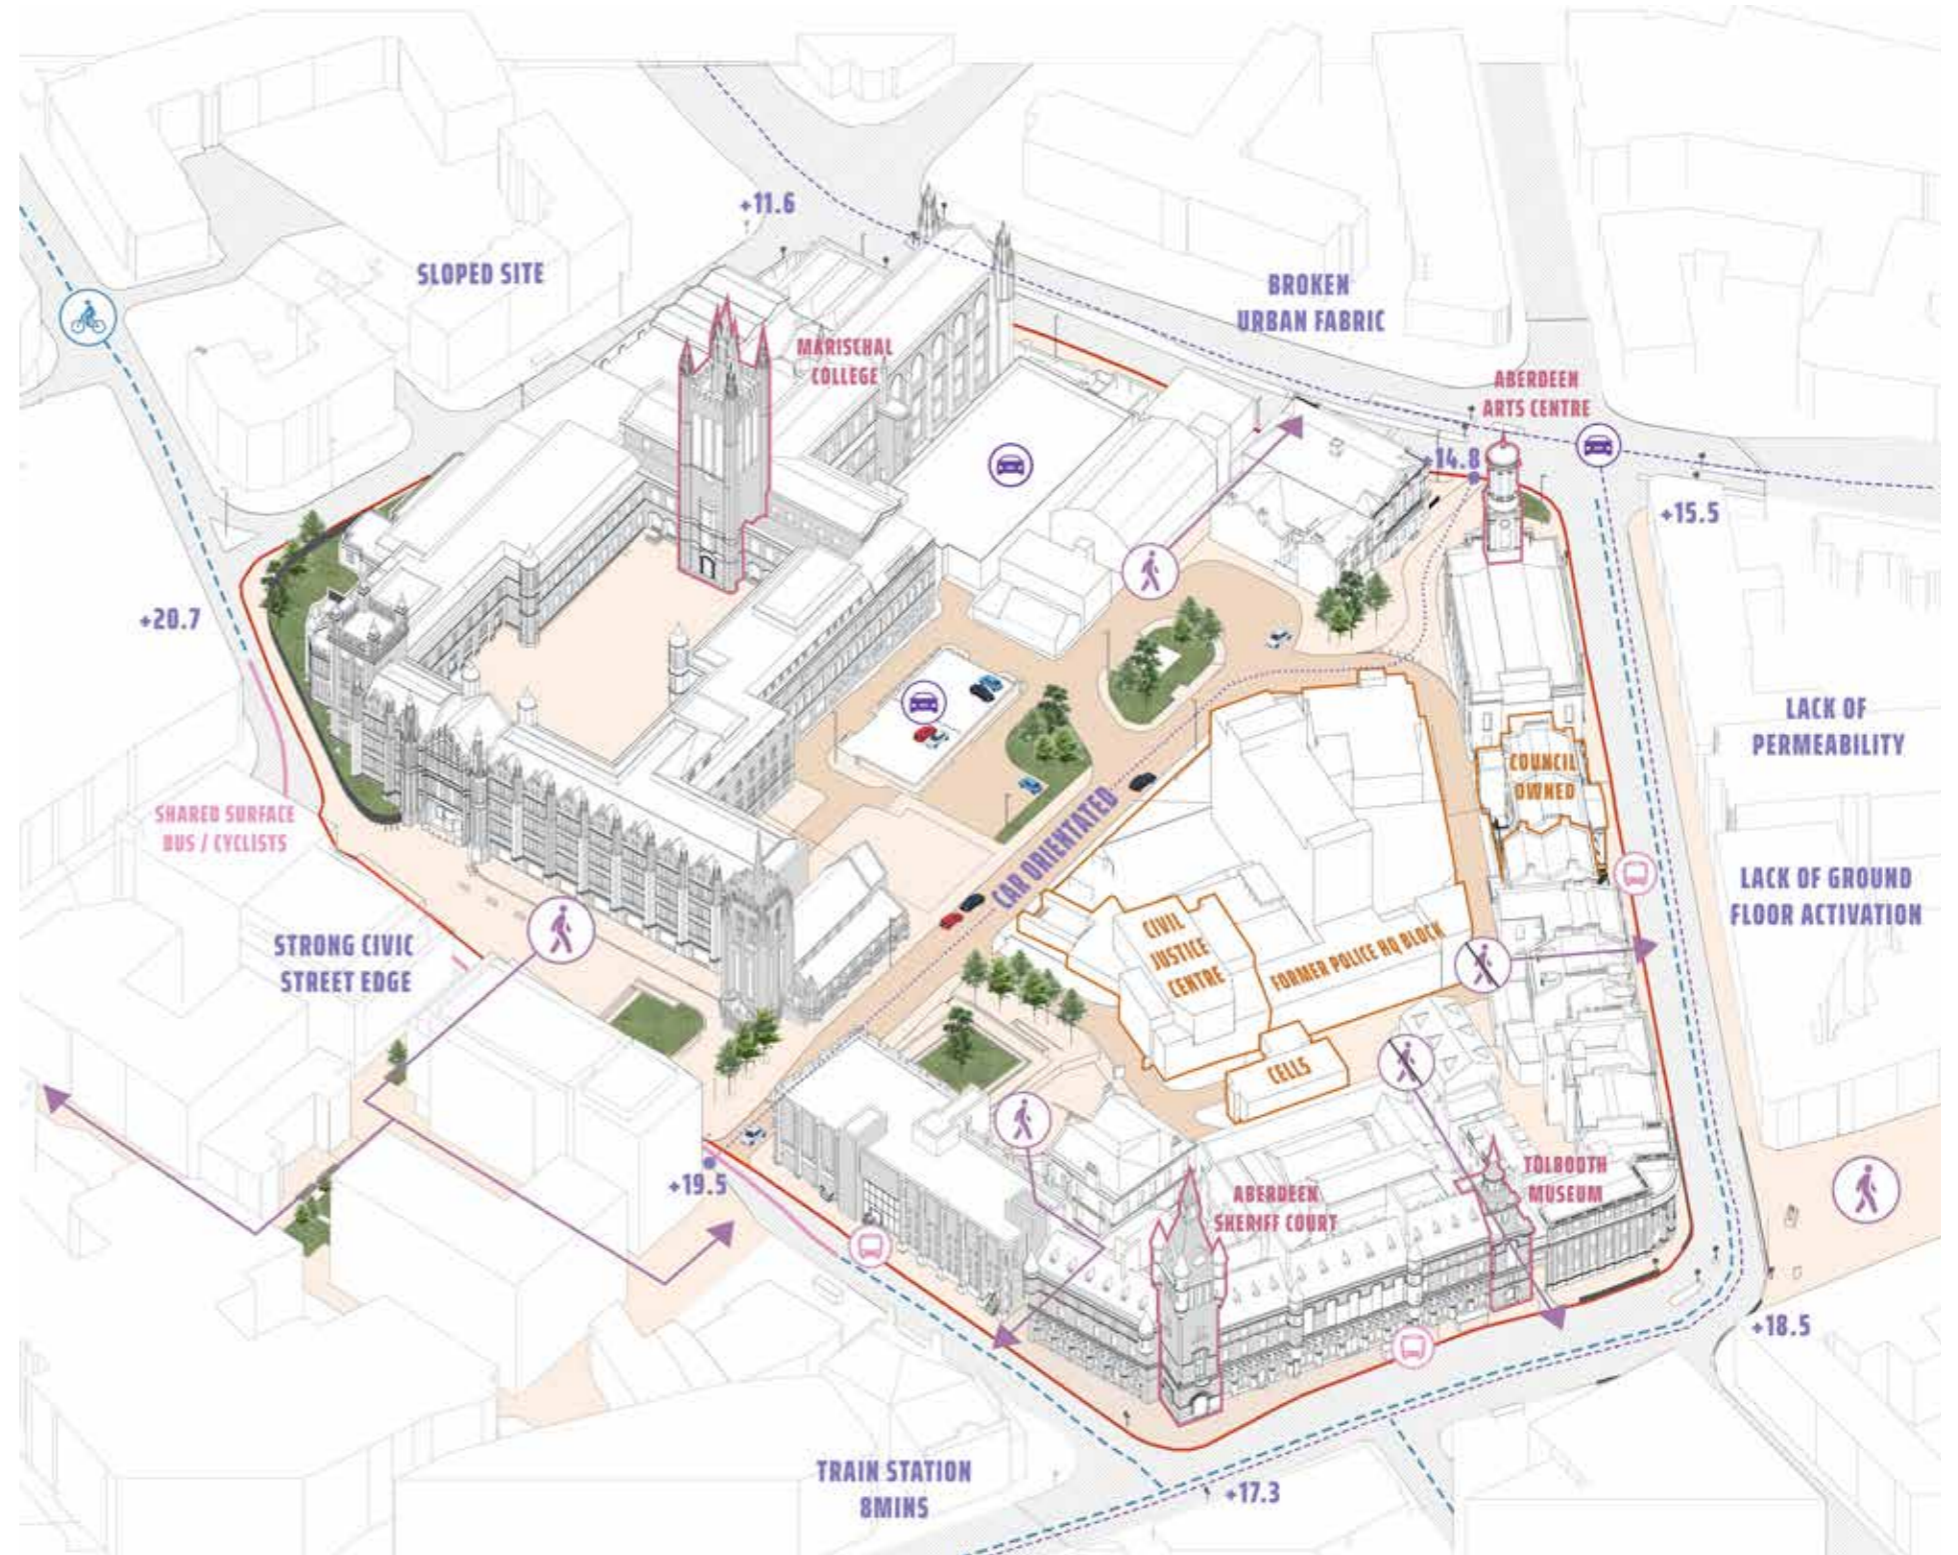 +11.6
SLOPED SITE
BROKEN
URBAN FABRIC
MARISCHAL
COLLEGE
ABERDEEN
ARTS CENTRE
+14.8
+15.5
+20.7
LACK OF
PERMEABILITY
COUNCIL
OWNED
SHARED SURFACE
BUS / CYCLISTS
CAR ORIENTATED
LACK OF GROUND
FLOOR ACTIVATION
STRONG CIVIC
STREET EDGE
CIVIL
JUSTICE
CENTRE
FORMER POLICE HQ BLOCK
CELLS
+19.5
ABERDEEN
SHERIFF COURT
TOLBOOTH
MUSEUM
+18.5
TRAIN STATION
8MINS
+17.3